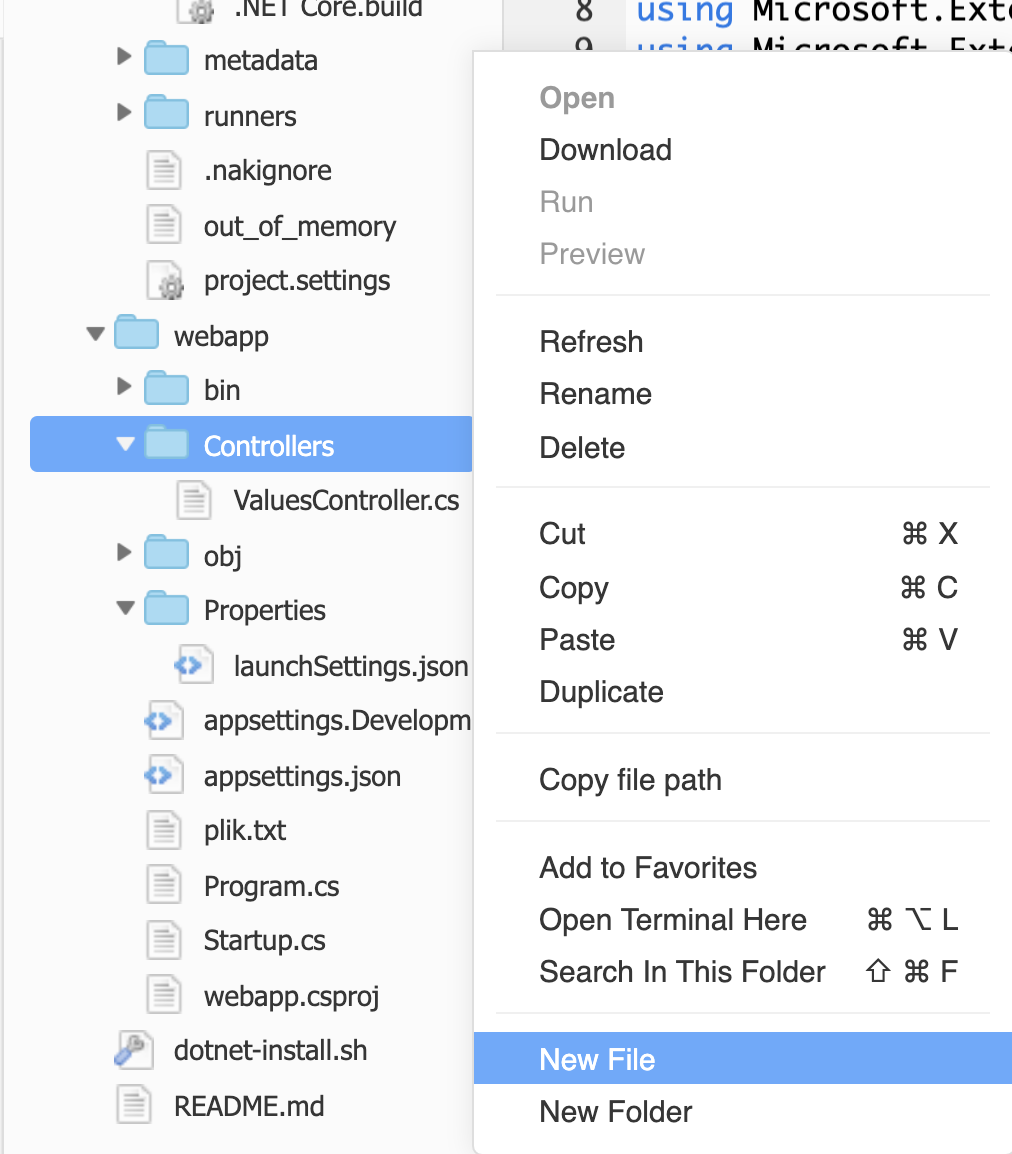 .NET Core.build
metadata
runners
.nakignore
out_of_memory
project.settings
webapp
bin
Controllers
ValuesController.cs
obj
Properties
launchSettings.json
appsettings.Developm
appsettings.json
plik.txt
Program.cs
Startup.cs
webapp.csproj
dotnet-install.sh
README.md
8 using Microsoft.Exte
9 using Microsoft.Ext
Open
Download
Run
Preview
Refresh
Rename
Delete
Cut ⌘ X
Copy ⌘ C
Paste ⌘ V
Duplicate
Copy file path
Add to Favorites
Open Terminal Here ⌘ ⌥ L
Search In This Folder ⇧ ⌘ F
New File
New Folder